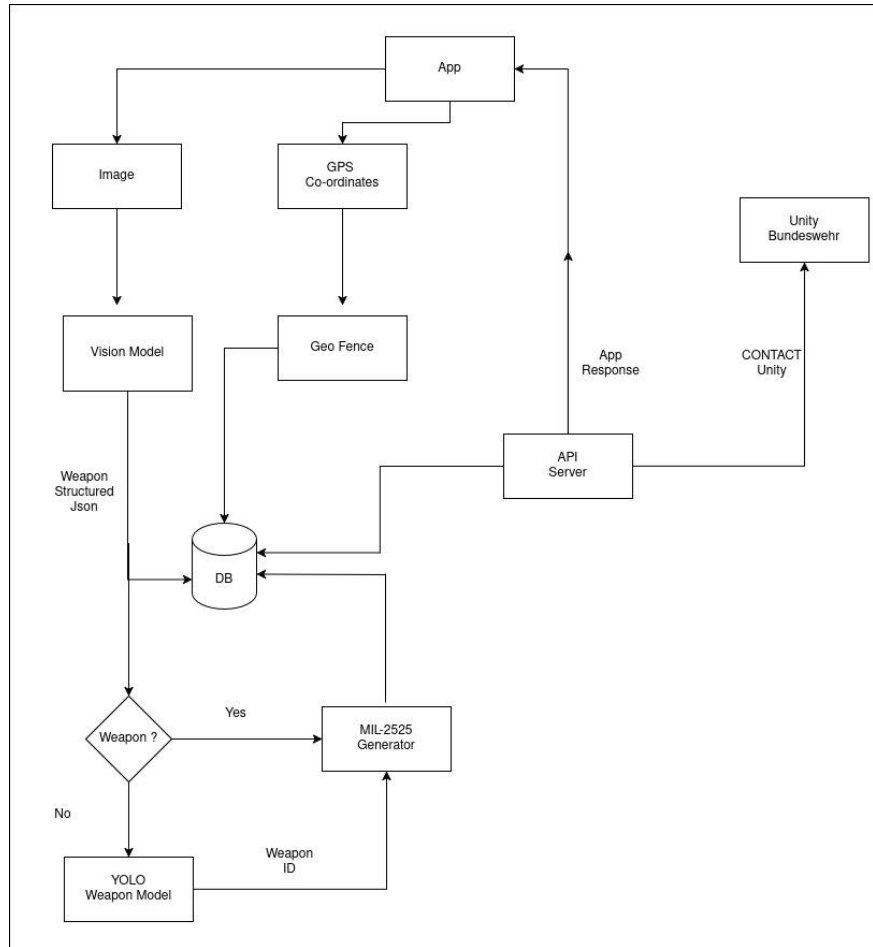 App
Image
GPS
Co-ordinates
Unity
Bundeswehr
Vision Model
Geo Fence
App
Response
CONTACT
Unity
API
Server
Weapon
Structured
Json
DB
Yes
Weapon ?
MIL-2525
Generator
No
Weapon
ID
YOLO
Weapon Model